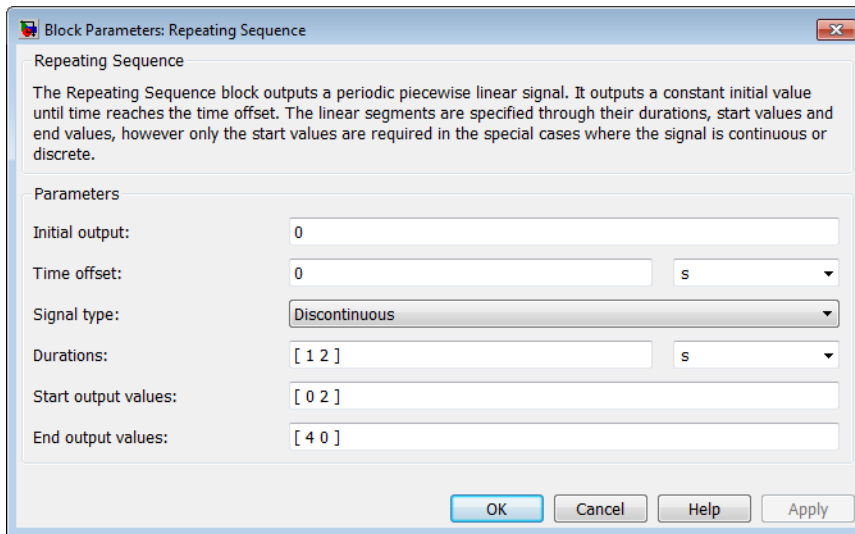 Block Parameters: Repeating Sequence
Repeating Sequence
The Repeating Sequence block outputs a periodic piecewise linear signal. It outputs a constant initial value
until time reaches the time offset. The linear segments are specified through their durations, start values and
end values, however only the start values are required in the special cases where the signal is continuous or
discrete.
Parameters
Initial output: 0
Time offset: 0 s
Signal type: Discontinuous
Durations: [ 1 2 ] s
Start output values: [ 0 2 ]
End output values: [ 4 0 ]
OK Cancel Help Apply